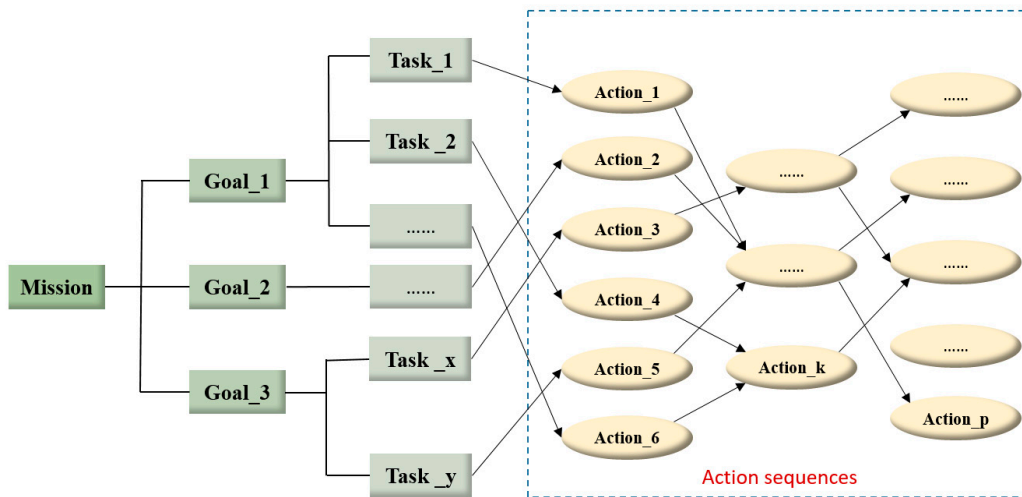 Mission
Goal_1
Goal_2
Goal_3
Task_1
Task _2
......
......
Task _x
Task _y
Action_1
Action_2
Action_3
Action_4
Action_5
Action_6
......
......
Action_k
......
......
......
......
Action_p
Action sequences